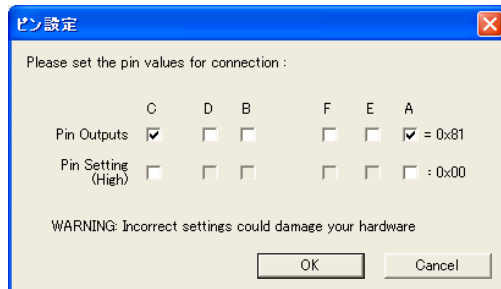 ピン設定
Please set the pin values for connection :
C D B F E A
Pin Outputs = 0x81
Pin Setting : 0x00
(High)
WARNING: Incorrect settings could damage your hardware
OK Cancel